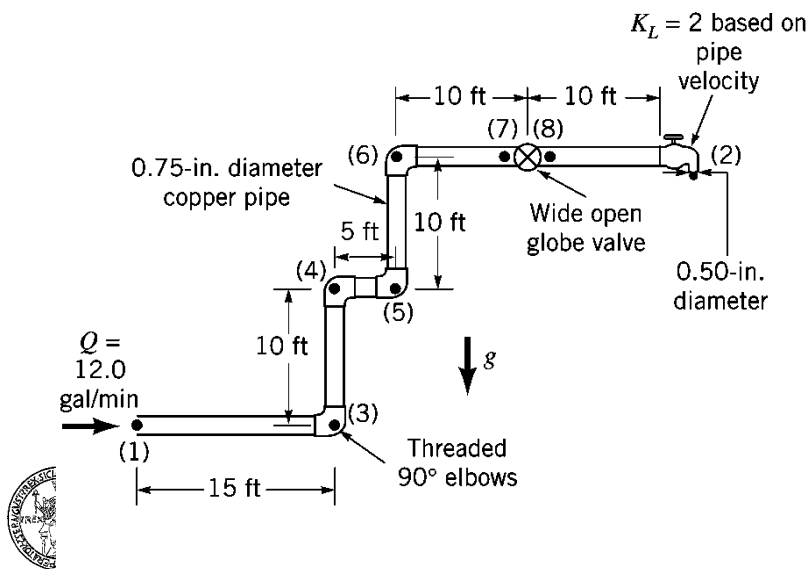 K_L = 2 based on
pipe
velocity
10 ft
10 ft
(7) (8)
(6)
(2)
0.75-in. diameter
copper pipe
Wide open
globe valve
10 ft
5 ft
(4)
0.50-in.
diameter
(5)
Q =
12.0
gal/min
10 ft
g
(3)
(1)
Threaded
90° elbows
15 ft